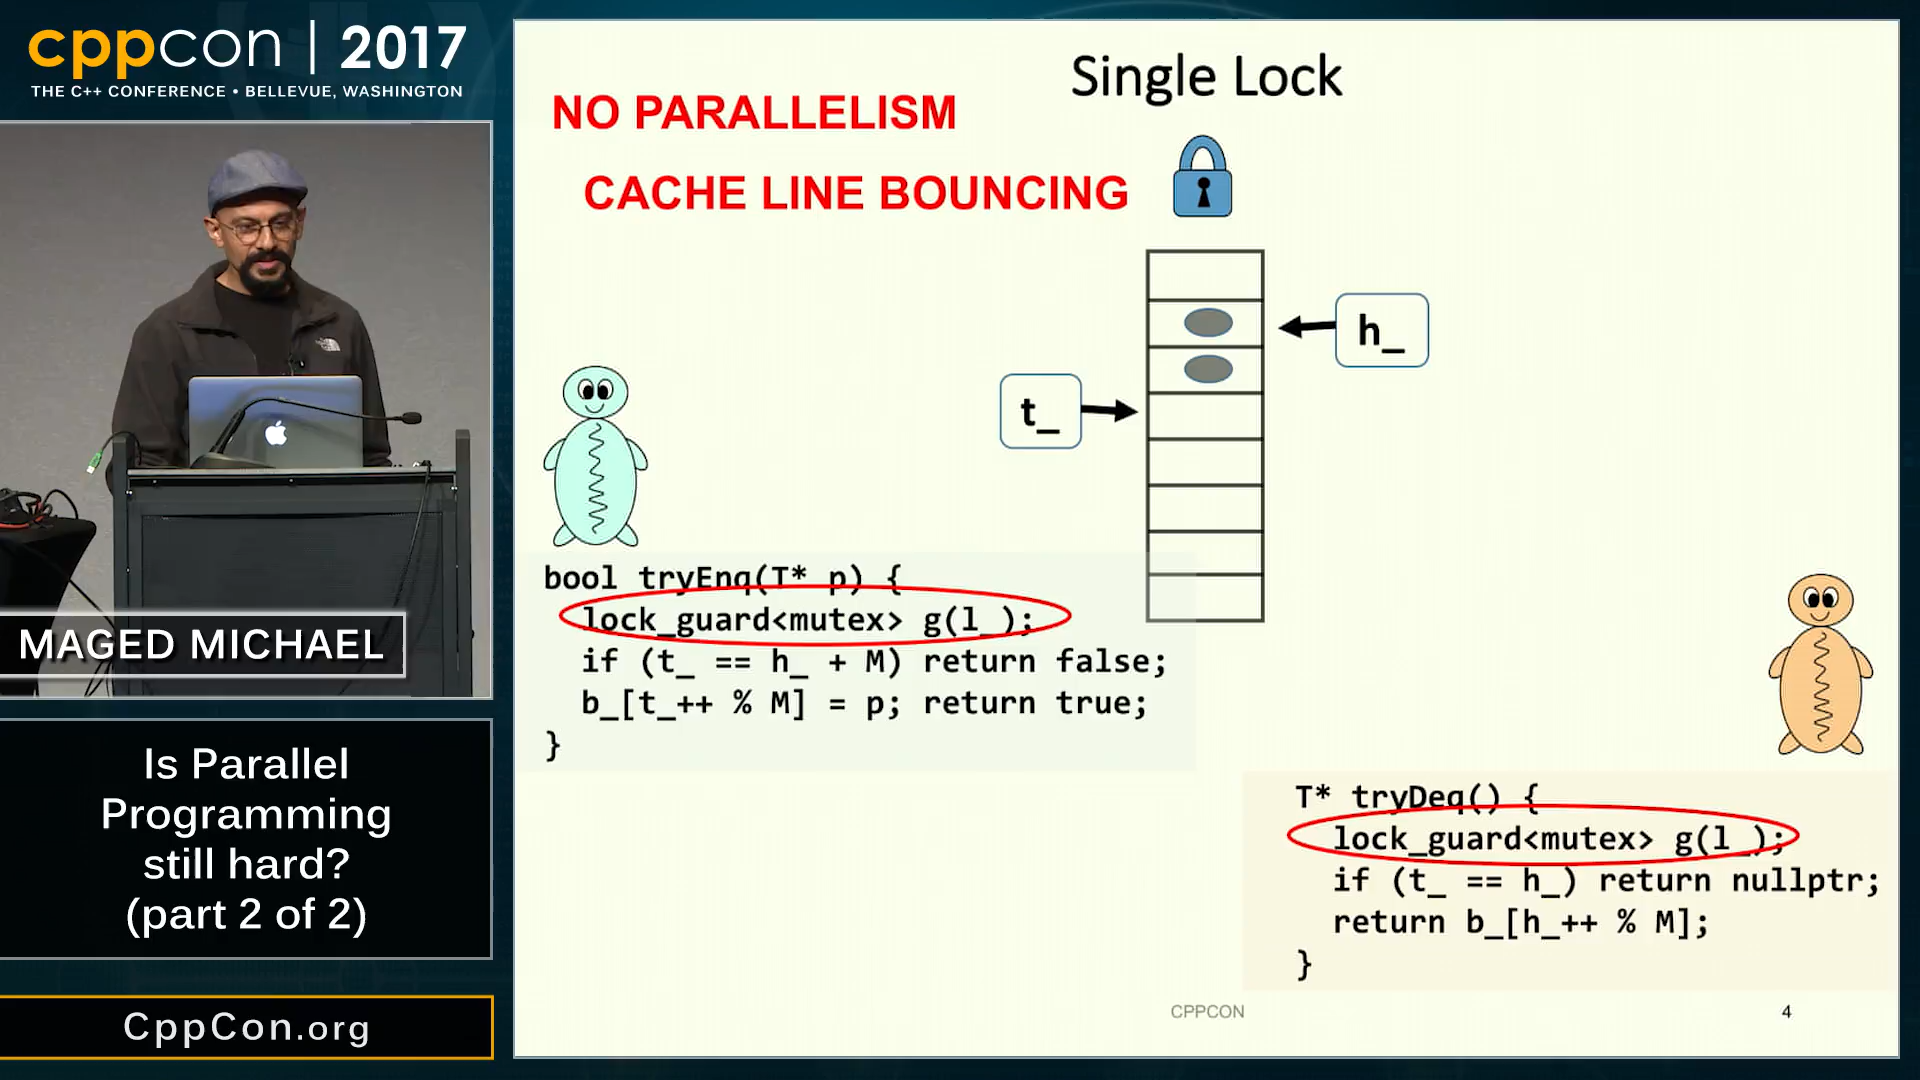 cppcon | 2017
THE C++ CONFERENCE • BELLEVUE, WASHINGTON
MAGED MICHAEL
Is Parallel
Programming
still hard?
(part 2 of 2)
CppCon.org
Single Lock
NO PARALLELISM
CACHE LINE BOUNCING
h_
t_
bool tryEnq(T* p) {
lock_guard<mutex> g(l_);
if (t_ == h_ + M) return false;
b_[t_++ % M] = p; return true;
}
T* tryDeq() {
lock_guard<mutex> g(l_);
if (t_ == h_) return nullptr;
return b_[h_++ % M];
}
CPPCON
4